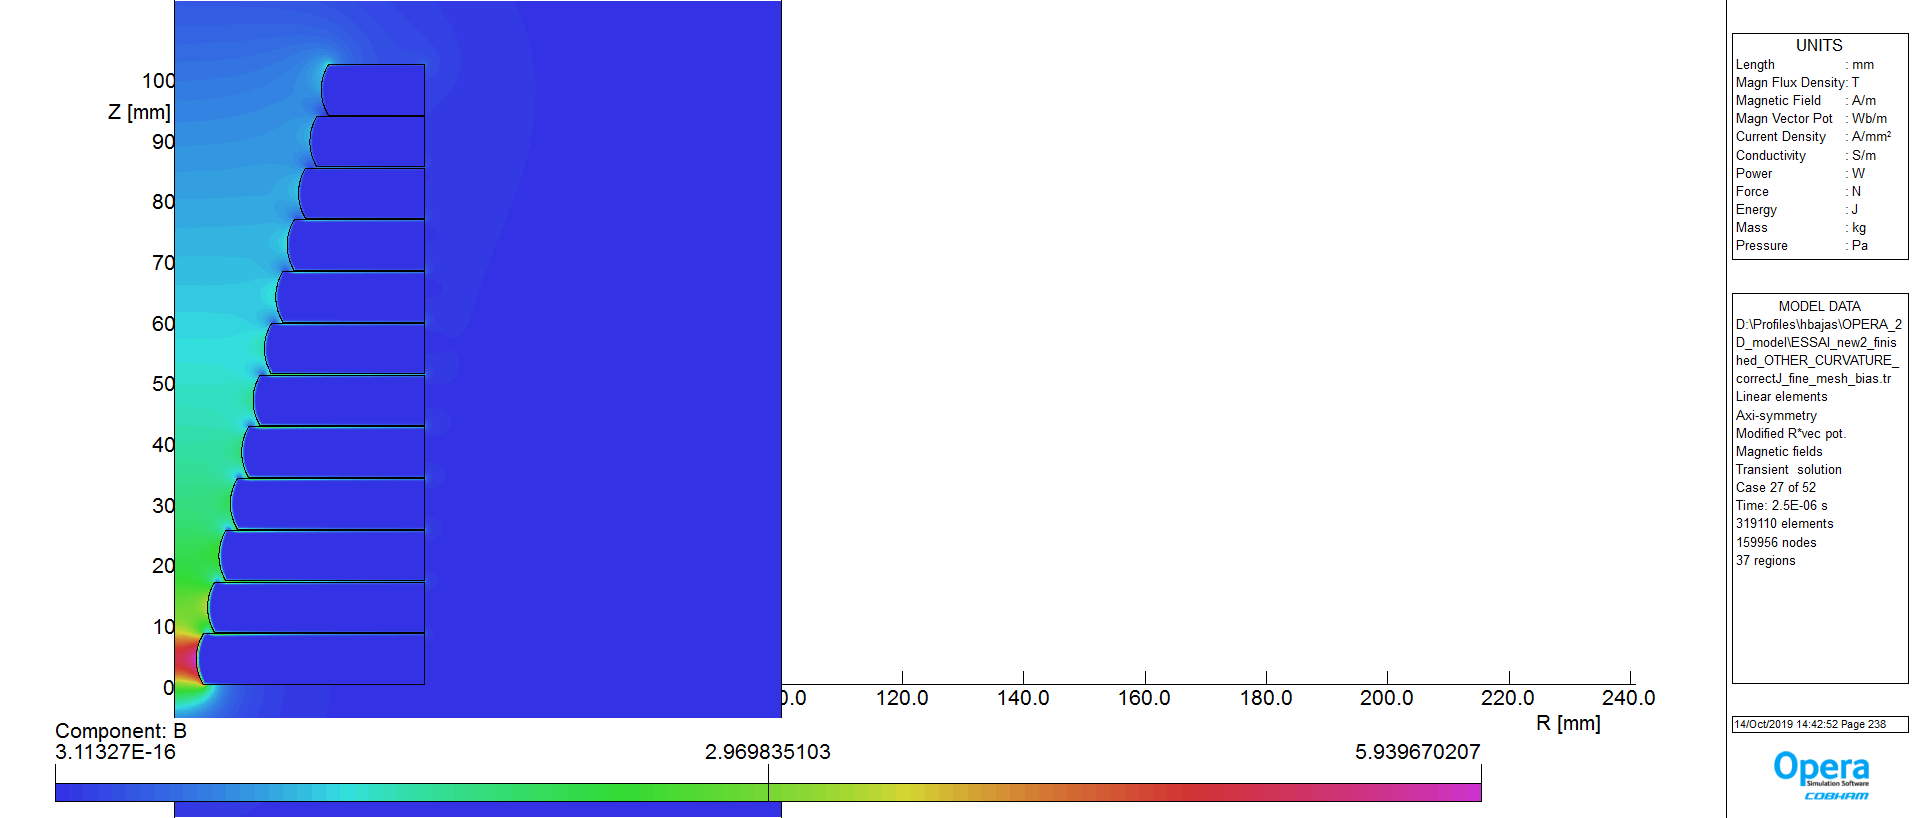 100
Z [mm]
90
80
70
60
50
40
30
20
10
0
0.0
120.0
140.0
160.0
180.0
200.0
220.0
240.0
R [mm]
Component: B
3.11327E-16
2.969835103
5.939670207
UNITS
Length : mm
Magn Flux Density: T
Magnetic Field : A/m
Magn Vector Pot : Wb/m
Current Density : A/mm²
Conductivity : S/m
Power : W
Force : N
Energy : J
Mass : kg
Pressure : Pa
MODEL DATA
D:\Profiles\hbajas\OPERA_2
D_model\ESSAI_new2_finis
hed_OTHER_CURVATURE_
correctJ_fine_mesh_bias.tr
Linear elements
Axi-symmetry
Modified R*vec pot.
Magnetic fields
Transient solution
Case 27 of 52
Time: 2.5E-06 s
319110 elements
159956 nodes
37 regions
14/Oct/2019 14:42:52 Page 238
Opera
Simulation Software
COBHAM